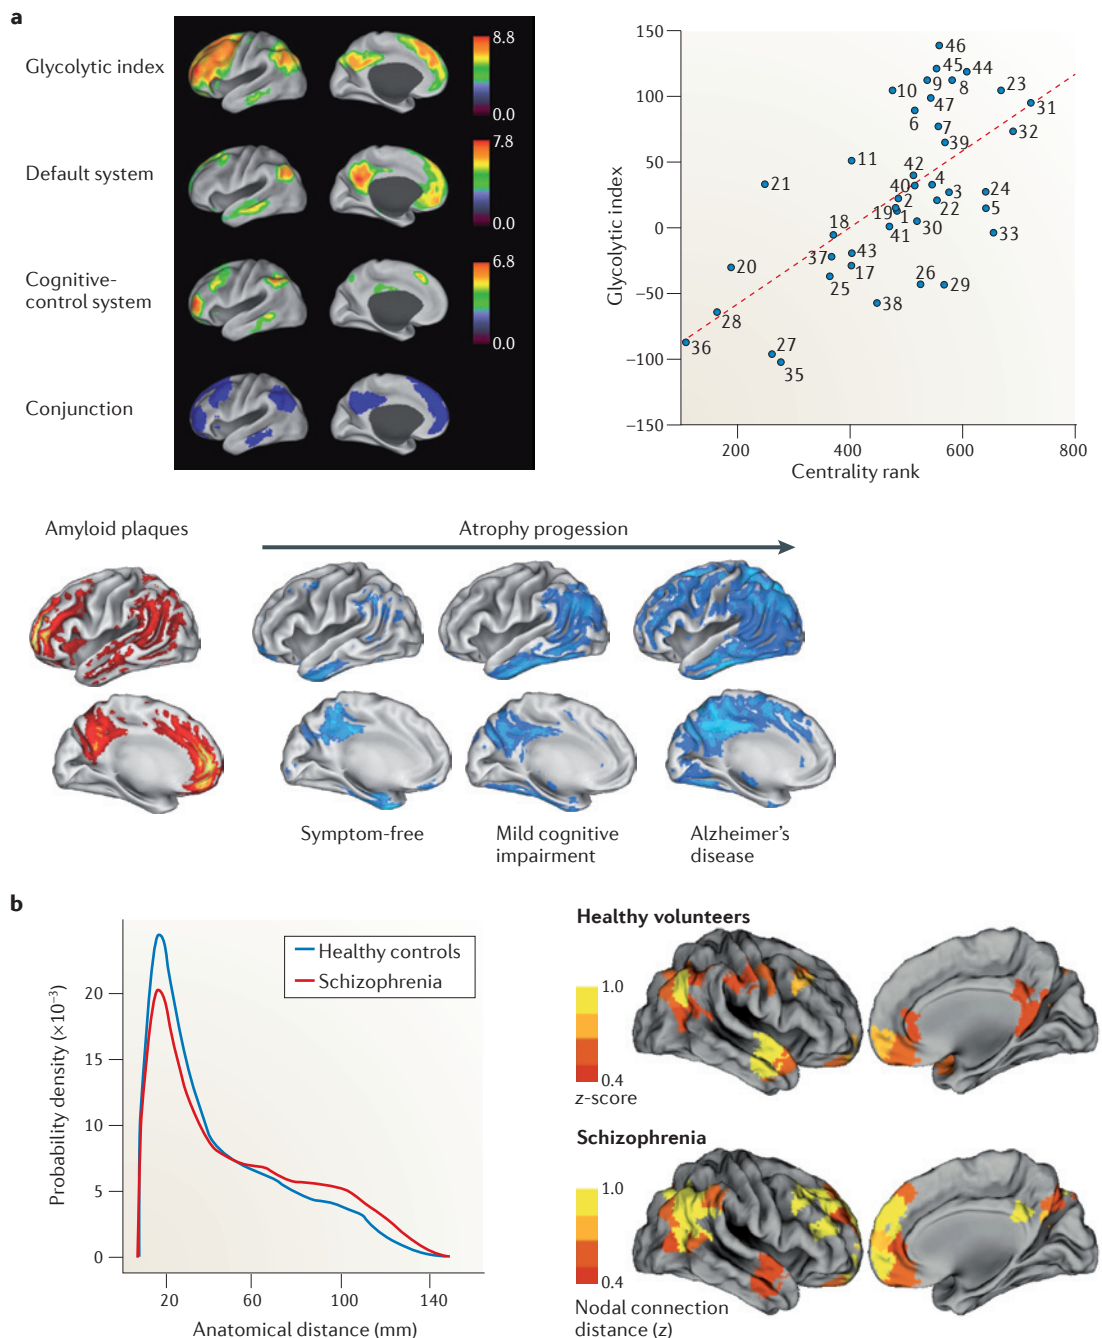 a
Glycolytic index
8.8
0.0
Default system
7.8
0.0
Cognitive-
control system
6.8
0.0
Conjunction
Glycolytic index
150
100
50
0
−50
−100
−150
200
400
600
800
Centrality rank
46
45
44
9
8
23
10
47
31
6
7
32
39
11
42
21
40
4
24
2
3
19
1
22
5
18
41
30
33
37
43
20
17
26
25
29
38
28
36
27
35
Amyloid plaques
Atrophy progession
Symptom-free
Mild cognitive
impairment
Alzheimer’s
disease
b
Probability density (×10⁻³)
20
15
10
5
0
Healthy controls
Schizophrenia
20
60
100
140
Anatomical distance (mm)
Healthy volunteers
1.0
0.4
z-score
Schizophrenia
1.0
0.4
Nodal connection
distance (z)